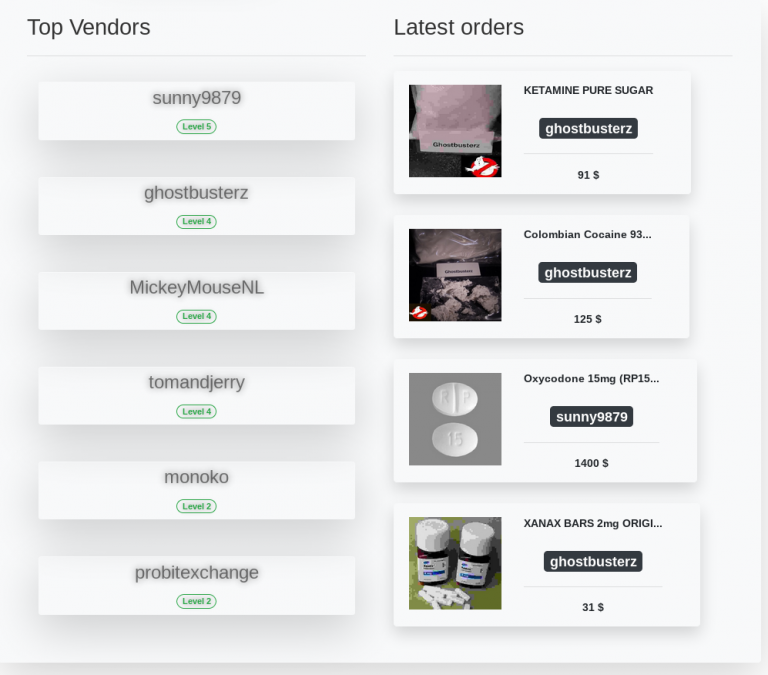 Top Vendors
sunny9879
Level 5
ghostbusterz
Level 4
MickeyMouseNL
Level 4
tomandjerry
Level 4
monoko
Level 2
probitexchange
Level 2
Latest orders
Ghostbusterz
KETAMINE PURE SUGAR
ghostbusterz
91 $
Ghostbusterz
Colombian Cocaine 93...
ghostbusterz
125 $
R P
15
Oxycodone 15mg (RP15...
sunny9879
1400 $
XANAX BARS 2mg ORIGI...
ghostbusterz
31 $